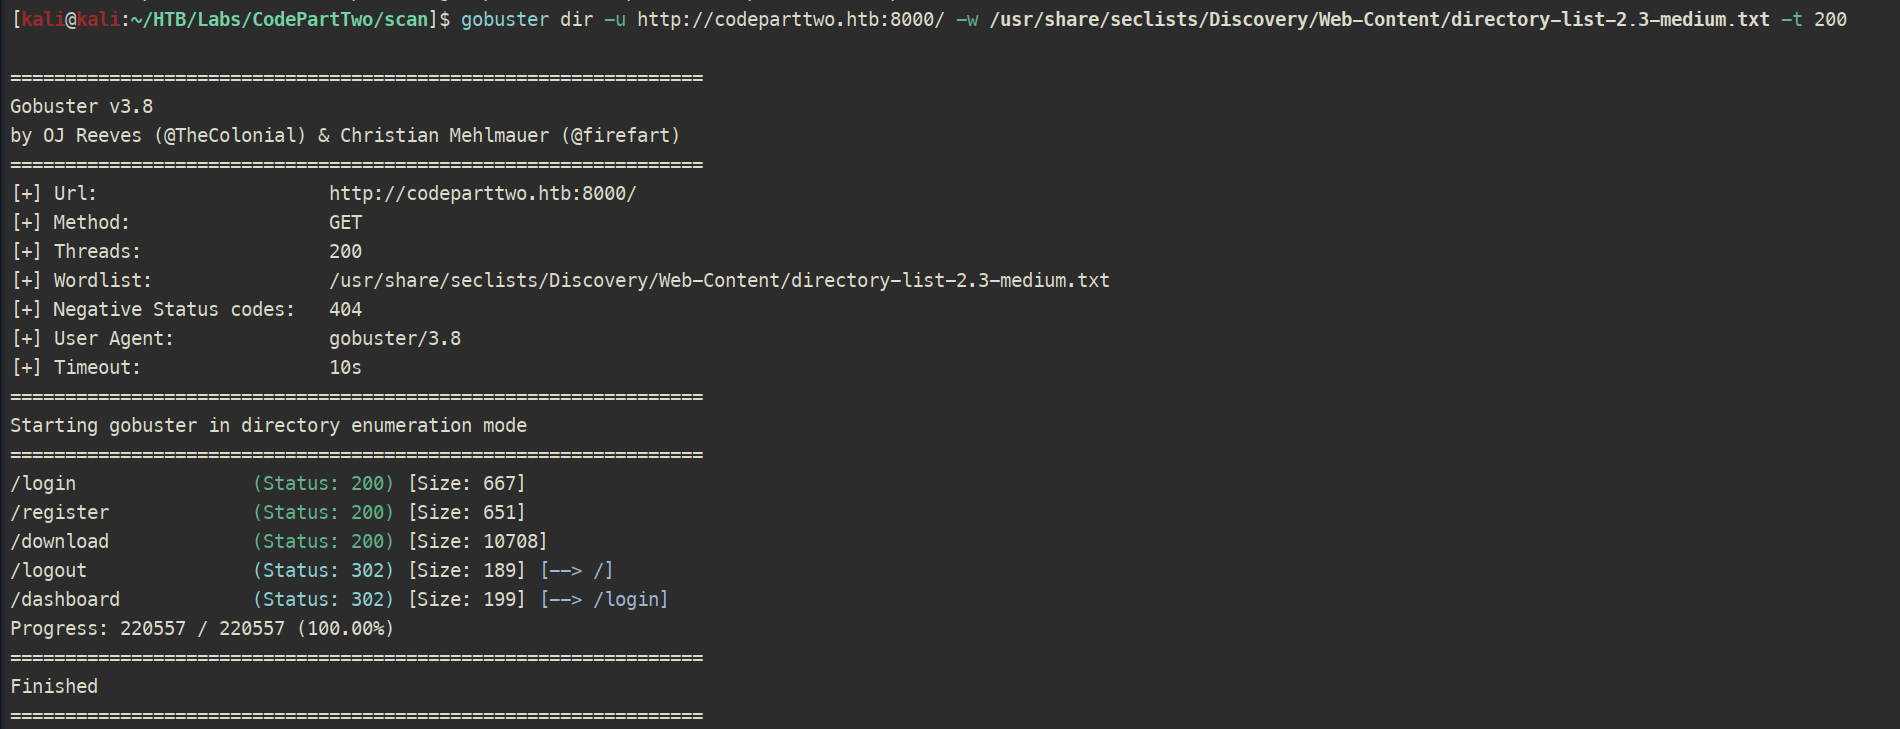 [kali@kali:~/HTB/Labs/CodePartTwo/scan]$ gobuster dir -u http://codeparttwo.htb:8000/ -w /usr/share/seclists/Discovery/Web-Content/directory-list-2.3-medium.txt -t 200
===============================================================
Gobuster v3.8
by OJ Reeves (@TheColonial) & Christian Mehlmauer (@firefart)
===============================================================
[+] Url:                     http://codeparttwo.htb:8000/
[+] Method:                  GET
[+] Threads:                 200
[+] Wordlist:                /usr/share/seclists/Discovery/Web-Content/directory-list-2.3-medium.txt
[+] Negative Status codes:   404
[+] User Agent:              gobuster/3.8
[+] Timeout:                 10s
===============================================================
Starting gobuster in directory enumeration mode
===============================================================
/login                (Status: 200) [Size: 667]
/register             (Status: 200) [Size: 651]
/download             (Status: 200) [Size: 10708]
/logout               (Status: 302) [Size: 189] [--> /]
/dashboard            (Status: 302) [Size: 199] [--> /login]
Progress: 220557 / 220557 (100.00%)
===============================================================
Finished
===============================================================